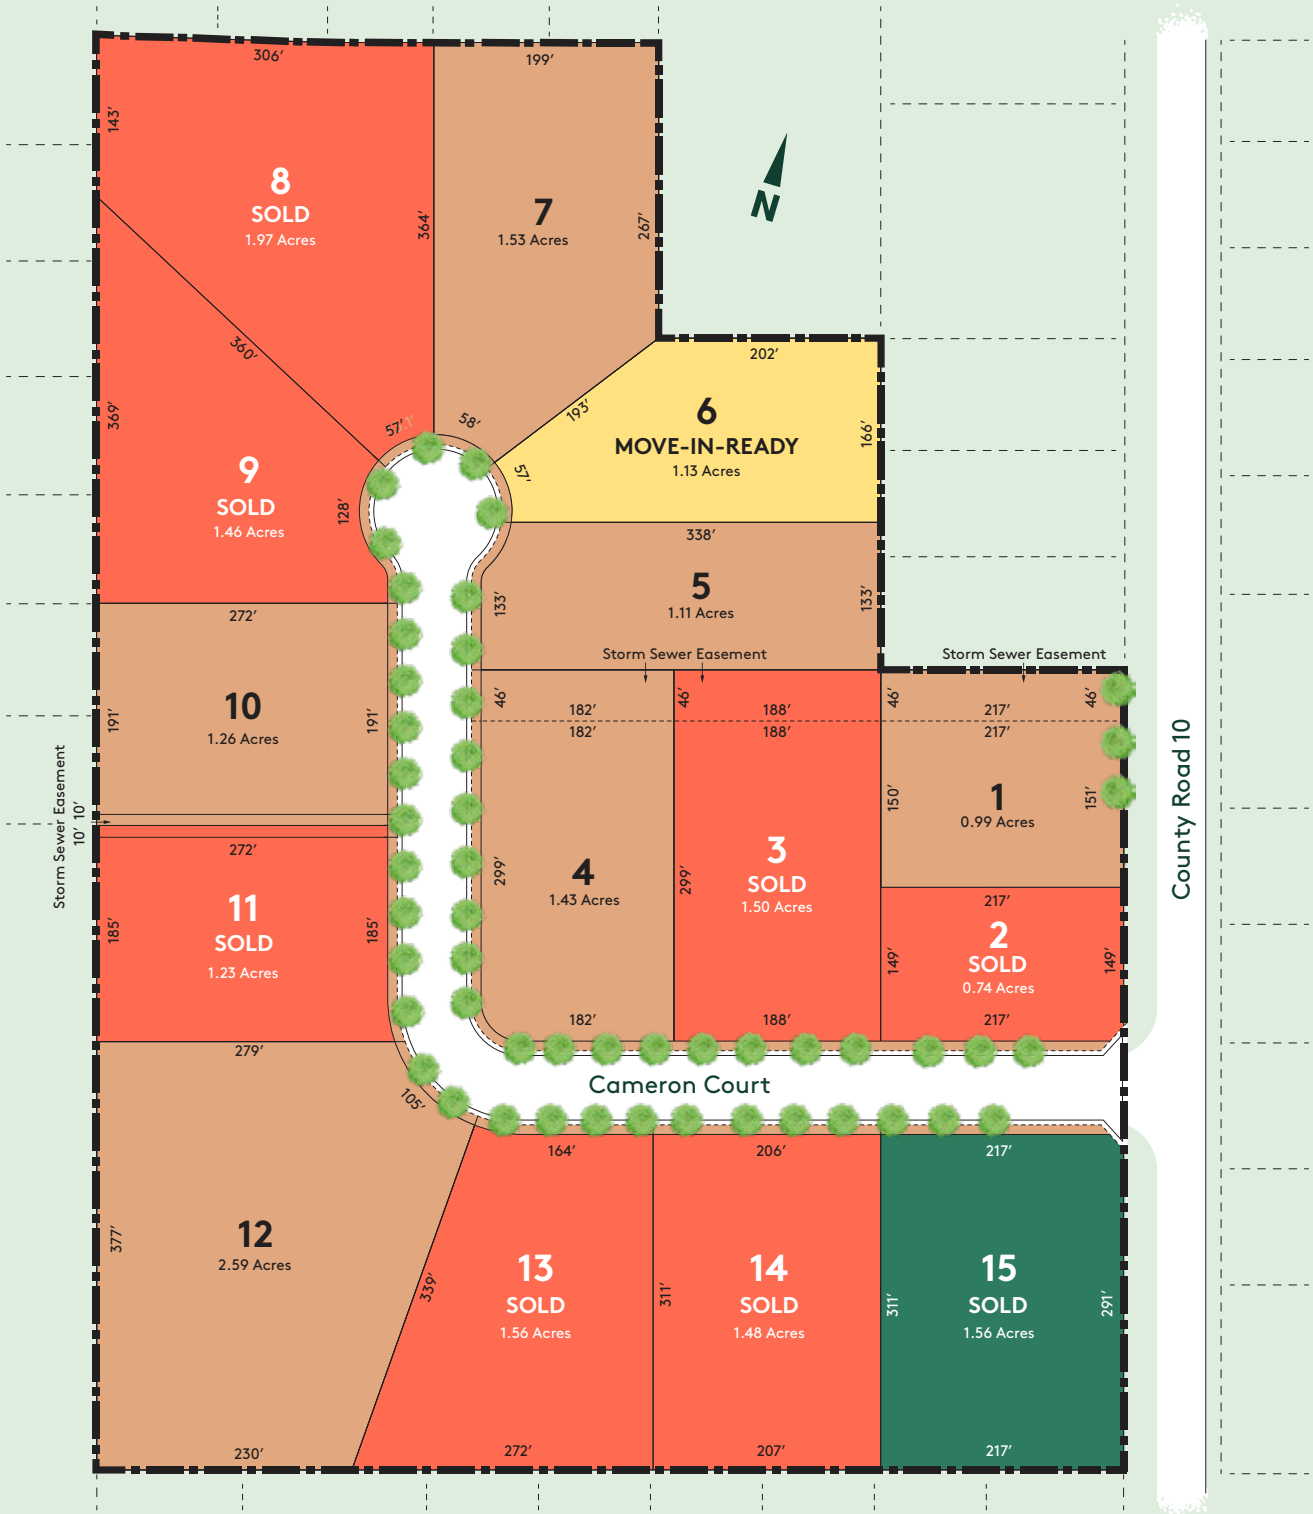 306′
199′
143′
8
SOLD
1.97 Acres
364′
7
1.53 Acres
267′
N
360′
369′
57′
58′
193′
57′
202′
6
MOVE-IN-READY
1.13 Acres
166′
9
SOLD
1.46 Acres
128′
338′
5
1.11 Acres
133′
133′
272′
10
1.26 Acres
191′
191′
Storm Sewer Easement
Storm Sewer Easement
46′
182′
182′
46′
188′
188′
46′
217′
217′
46′
Storm Sewer Easement
10′ 10′
1
0.99 Acres
150′
151′
County Road 10
272′
11
SOLD
1.23 Acres
185′
185′
4
1.43 Acres
299′
299′
182′
3
SOLD
1.50 Acres
188′
217′
2
SOLD
0.74 Acres
149′
149′
217′
279′
105′
Cameron Court
164′
206′
217′
12
2.59 Acres
377′
339′
230′
13
SOLD
1.56 Acres
311′
272′
14
SOLD
1.48 Acres
207′
15
SOLD
1.56 Acres
311′
291′
217′